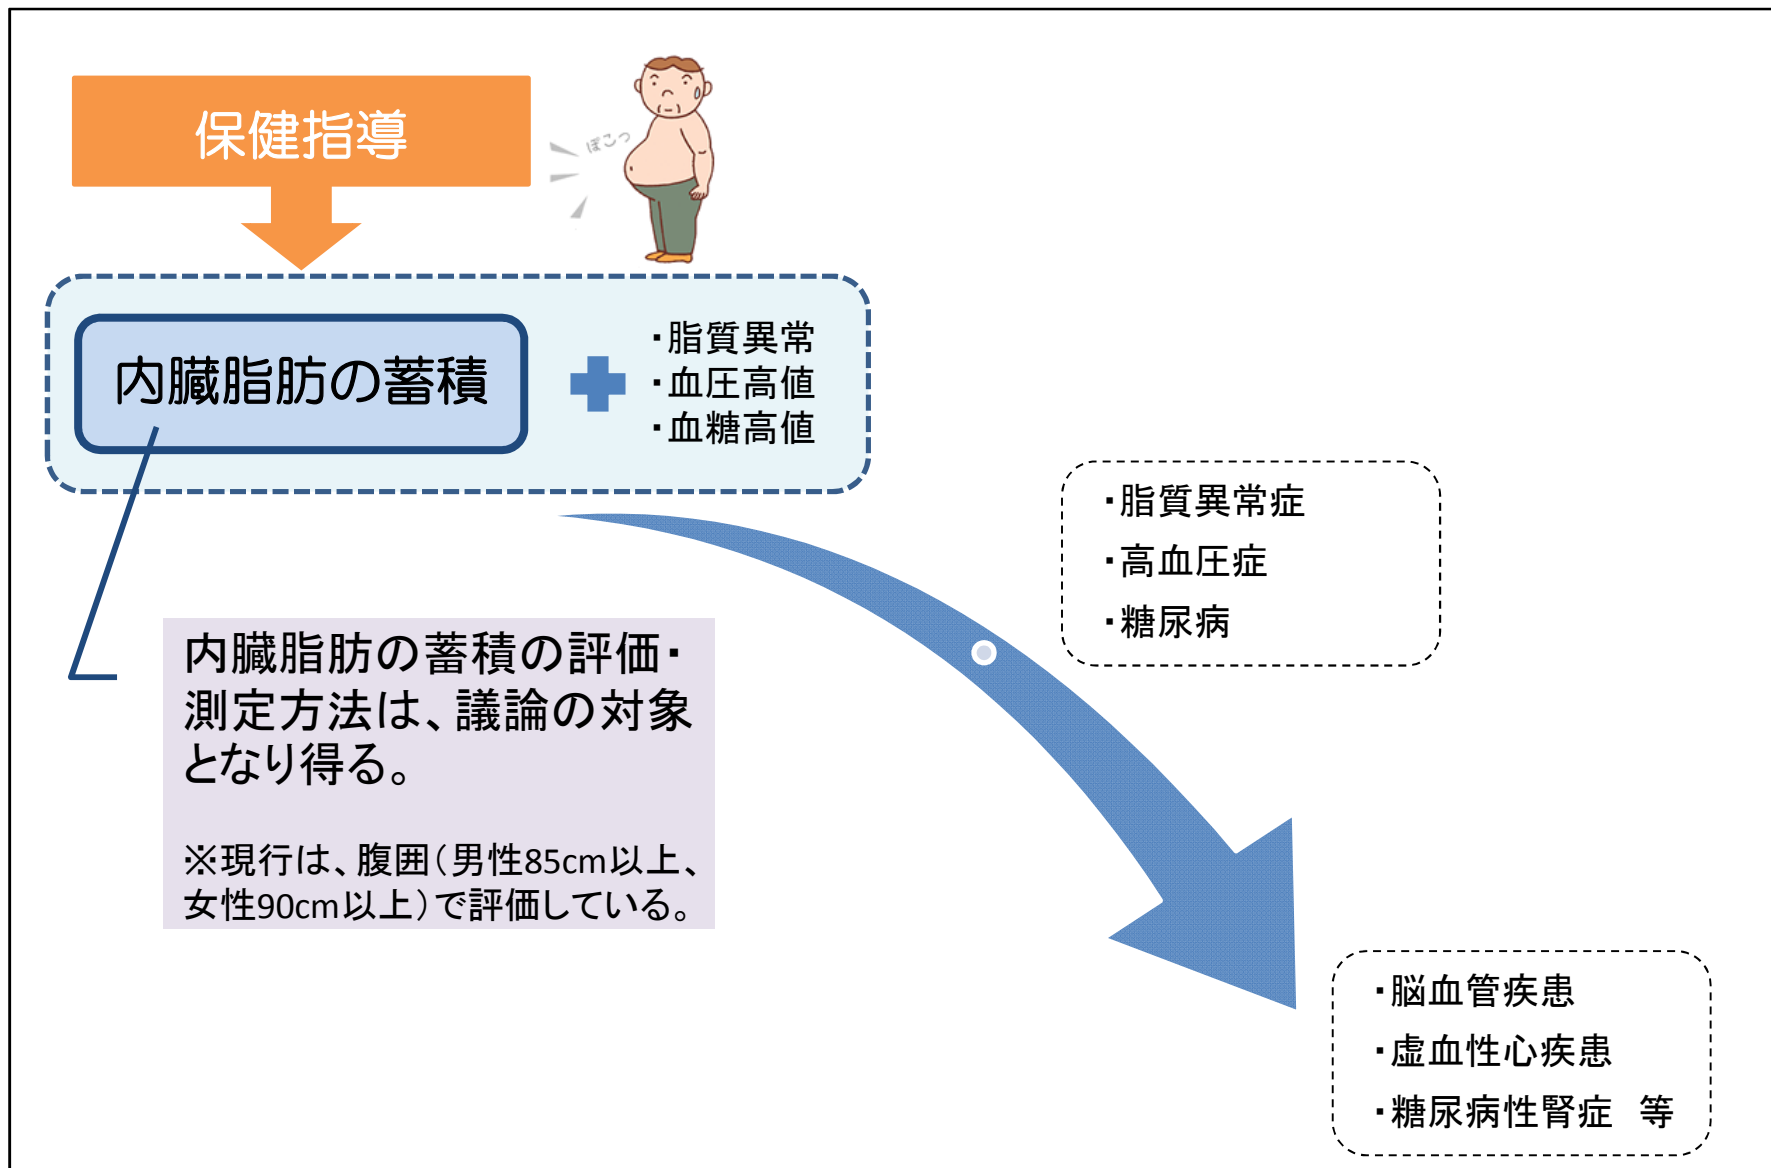 保健指導
ぽこっ
内臓脂肪の蓄積
・脂質異常
・血圧高値
・血糖高値
・脂質異常症
・高血圧症
・糖尿病
内臓脂肪の蓄積の評価・
測定方法は、議論の対象
となり得る。
※現行は、腹囲（男性85cm以上、
女性90cm以上）で評価している。
・脳血管疾患
・虚血性心疾患
・糖尿病性腎症　等